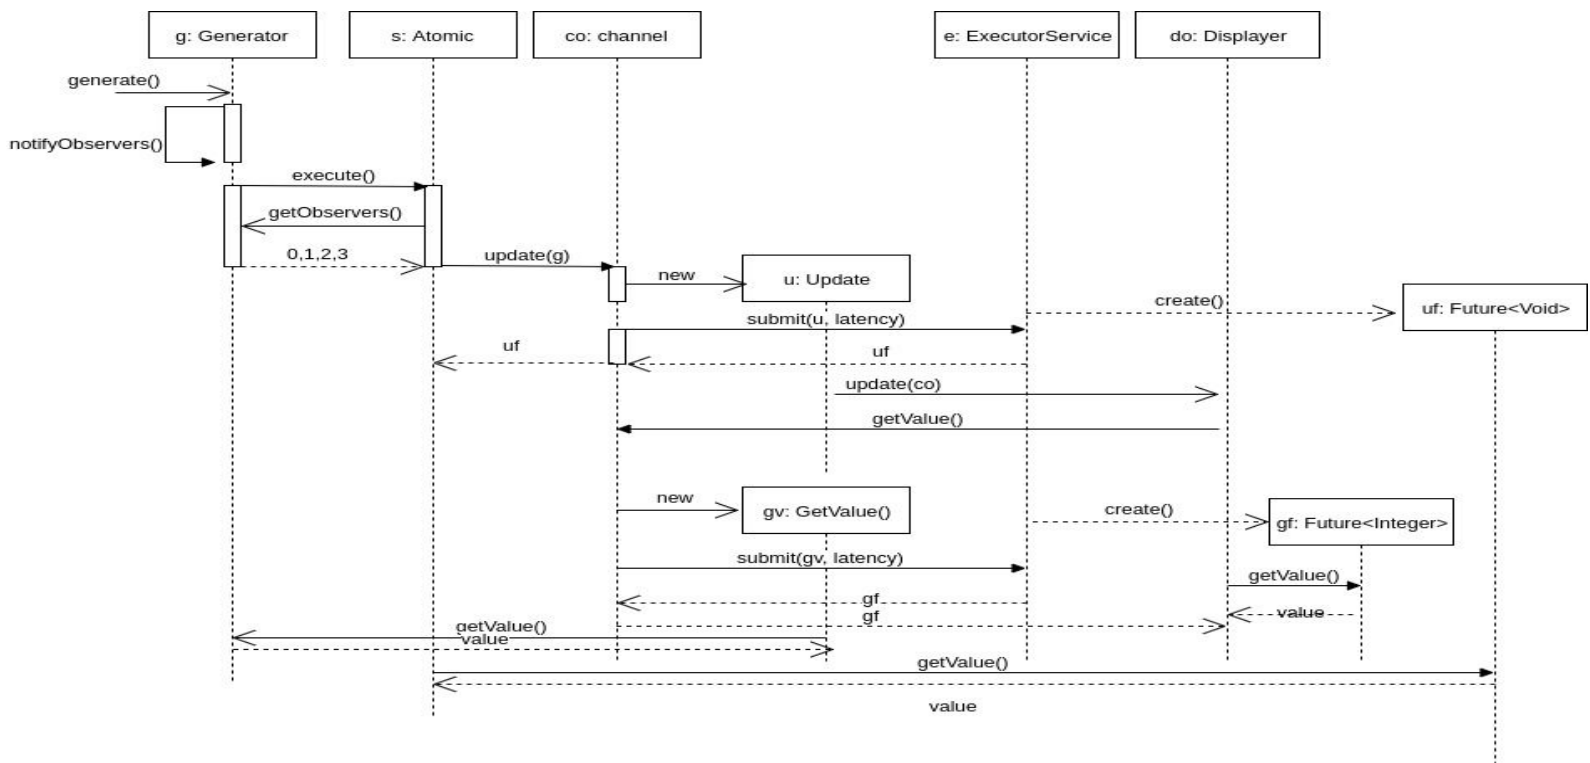 g: Generator
s: Atomic
co: channel
e: ExecutorService
do: Displayer
generate()
notifyObservers()
execute()
getObservers()
0,1,2,3
update(g)
new
u: Update
create()
uf: Future<Void>
submit(u, latency)
uf
uf
update(co)
getValue()
new
gv: GetValue()
create()
gf: Future<Integer>
submit(gv, latency)
getValue()
gf
value
gf
getValue()
value
getValue()
value